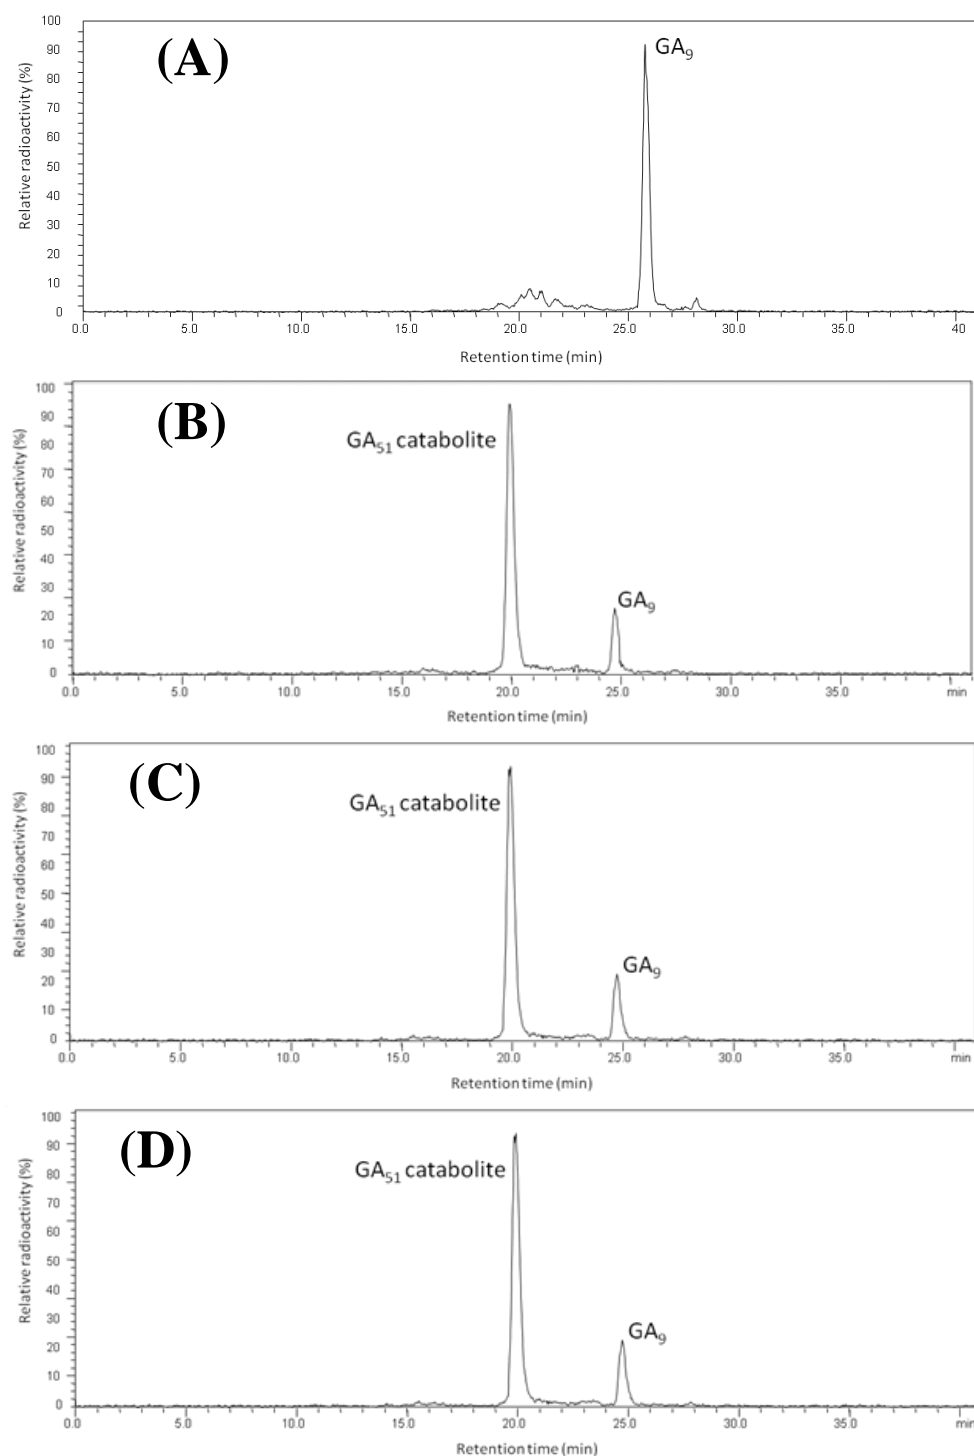 (A)
GA9
Relative radioactivity (%)
100
90
80
70
60
50
40
30
20
10
0
0.0 5.0 10.0 15.0 20.0 25.0 30.0 35.0 40
Retention time (min)
(B)
GA51 catabolite
GA9
Relative radioactivity (%)
100
90
80
70
60
50
40
30
20
10
0
0.0 5.0 10.0 15.0 20.0 25.0 30.0 35.0 min
Retention time (min)
(C)
GA51 catabolite
GA9
Relative radioactivity (%)
100
90
80
70
60
50
40
30
20
10
0
0.0 5.0 10.0 15.0 20.0 25.0 30.0 35.0 min
Retention time (min)
(D)
GA51 catabolite
GA9
Relative radioactivity (%)
100
90
80
70
60
50
40
30
20
10
0
0.0 5.0 10.0 15.0 20.0 25.0 30.0 35.0 min
Retention time (min)